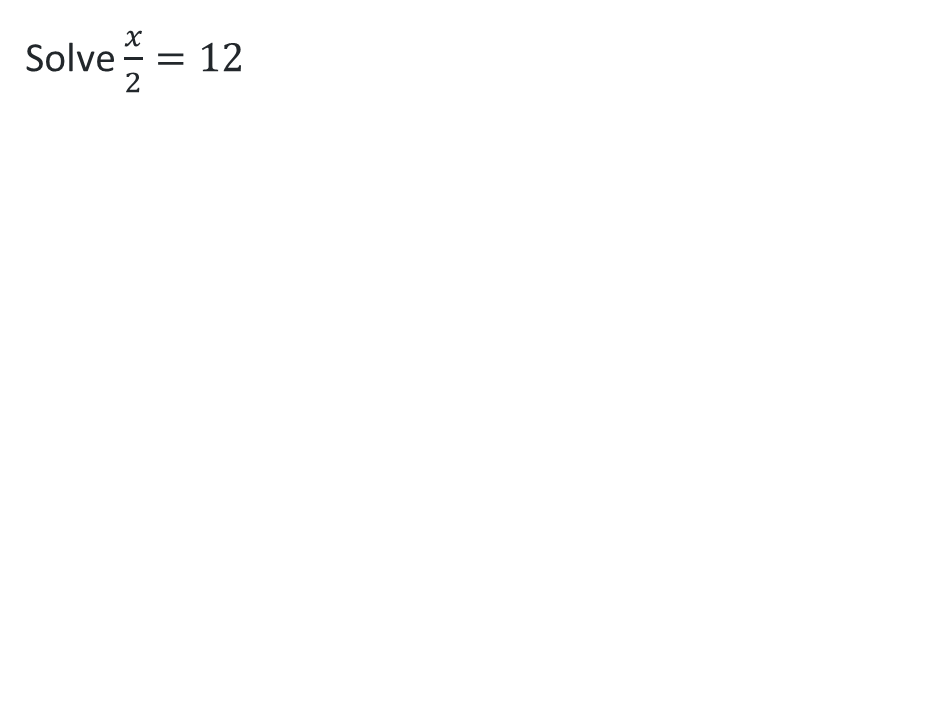 Solve x/2 = 12